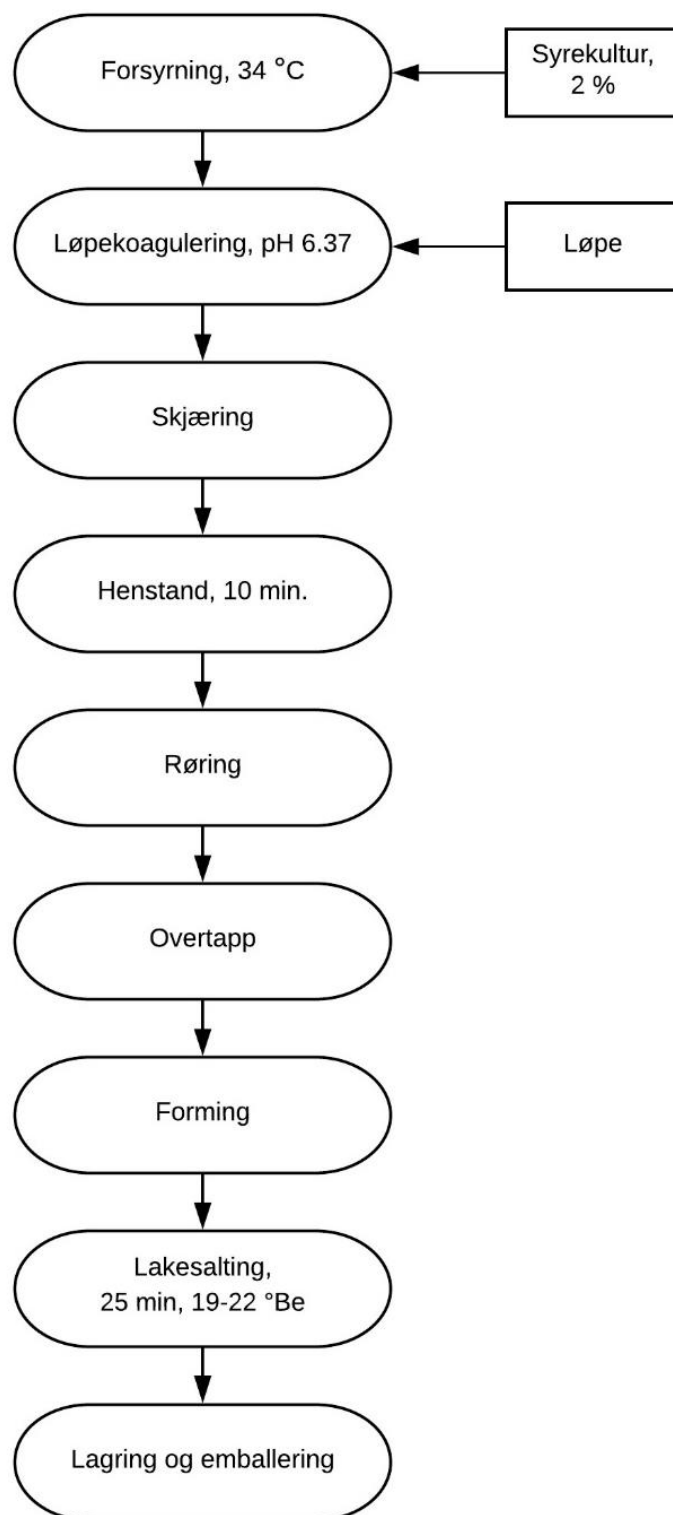 Forsyrning, 34 °C
Syrekultur,
2 %
Løpekoagulering, pH 6.37
Løpe
Skjæring
Henstand, 10 min.
Røring
Overtapp
Forming
Lakesalting,
25 min, 19-22 °Be
Lagring og emballering